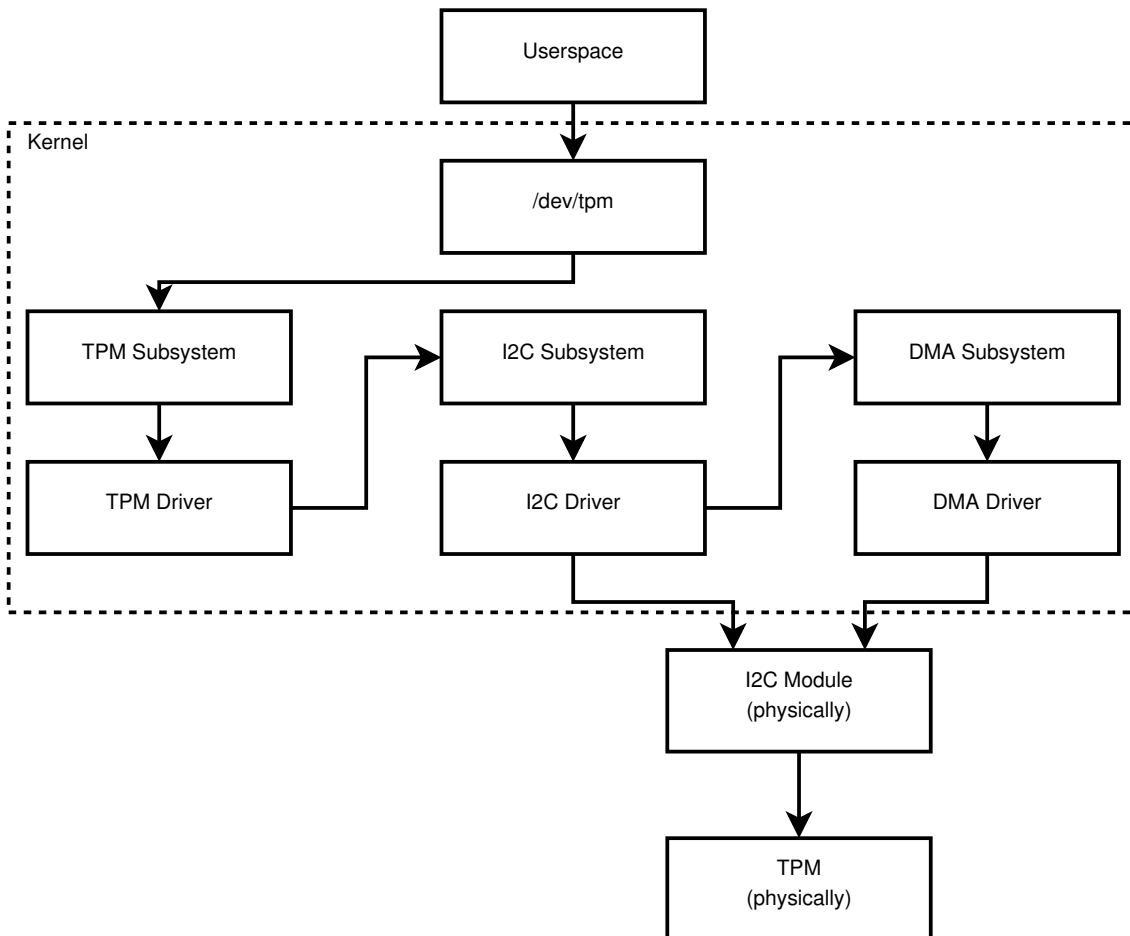 Userspace
Kernel
/dev/tpm
TPM Subsystem
I2C Subsystem
DMA Subsystem
TPM Driver
I2C Driver
DMA Driver
I2C Module
(physically)
TPM
(physically)